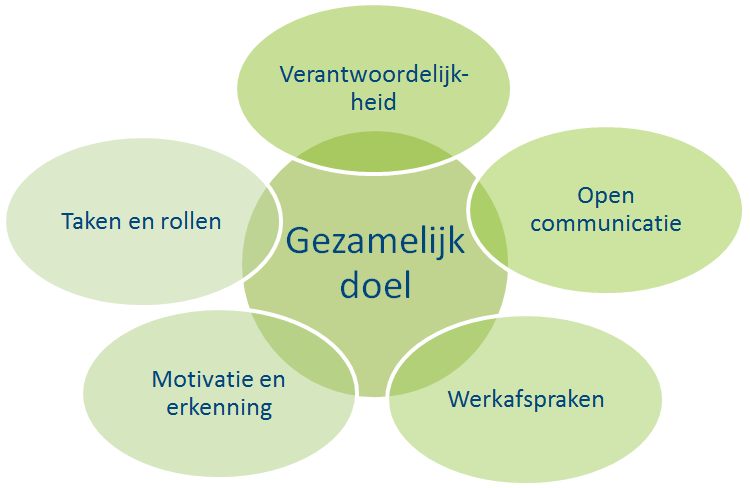 Verantwoordelijk-
heid
Open
communicatie
Taken en rollen
Gezamelijk
doel
Motivatie en
erkenning
Werkafspraken